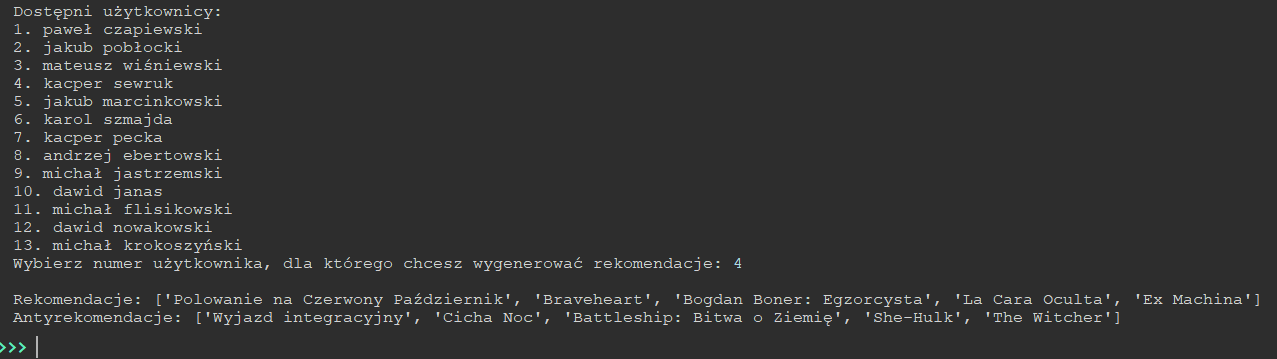 Dostępni użytkownicy:
1. paweł czapiewski
2. jakub pobłocki
3. mateusz wiśniewski
4. kacper sewruk
5. jakub marcinkowski
6. karol szmajda
7. kacper pecka
8. andrzej ebertowski
9. michał jastrzemski
10. dawid janas
11. michał flisikowski
12. dawid nowakowski
13. michał krokoszyński
Wybierz numer użytkownika, dla którego chcesz wygenerować rekomendacje: 4
Rekomendacje: ['Polowanie na Czerwony Październik', 'Braveheart', 'Bogdan Boner: Egzorcysta', 'La Cara Oculta', 'Ex Machina']
Antyrekomendacje: ['Wyjazd integracyjny', 'Cicha Noc', 'Battleship: Bitwa o Ziemię', 'She-Hulk', 'The Witcher']
>>>